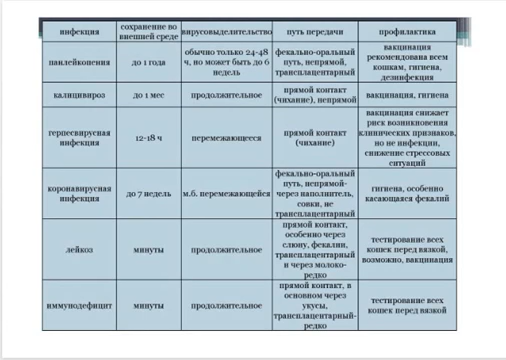 инфекция
сохранение во
внешней среде
вирусовыделительство
путь передачи
профилактика
панлейкопения
до 1 года
обычно только 24-48
ч, но может быть до 6
недель
фекально-оральный
путь, непрямой,
трансплацентарный
вакцинация
рекомендована всем
кошкам, гигиена,
дезинфекция
калицивироз
до 1 мес
продолжительное
прямой контакт
(чихание), непрямой
вакцинация, гигиена
герпесвирусная
инфекция
12-18 ч
перемежающееся
прямой контакт
(чихание)
вакцинация снижает
риск возникновения
клинических признаков,
но не инфекции,
снижение стрессовых
ситуаций
коронавирусная
инфекция
до 7 недель
м.б. перемежающейся
фекально-оральный
путь, непрямой-
через наполнитель,
совки, не
трансплацентарный
гигиена, особенно
касающаяся фекалий
лейкоз
минуты
продолжительное
прямой контакт,
особенно через
слюну, фекалии,
трансплацентарный
и через молоко-
редко
тестирование всех
кошек перед вязкой,
возможно, вакцинация
иммунодефицит
минуты
продолжительное
прямой контакт, в
основном через
укусы,
трансплацентарный-
редко
тестирование всех
кошек перед вязкой